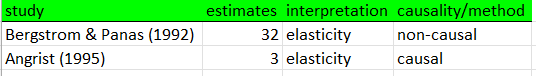 study estimates interpretation causality/method
Bergstrom & Panas (1992) 32 elasticity non-causal
Angrist (1995) 3 elasticity causal